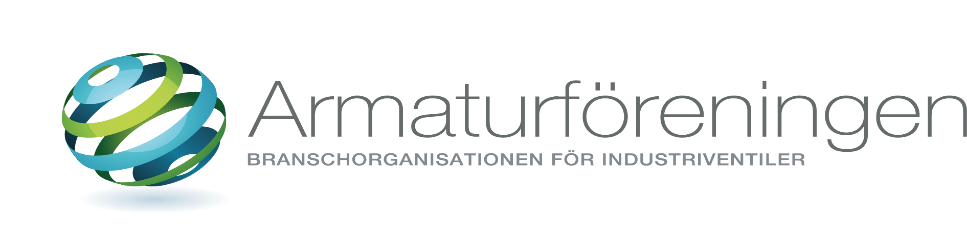 Armaturföreningen
BRANSCHORGANISATIONEN FÖR INDUSTRIVENTILER